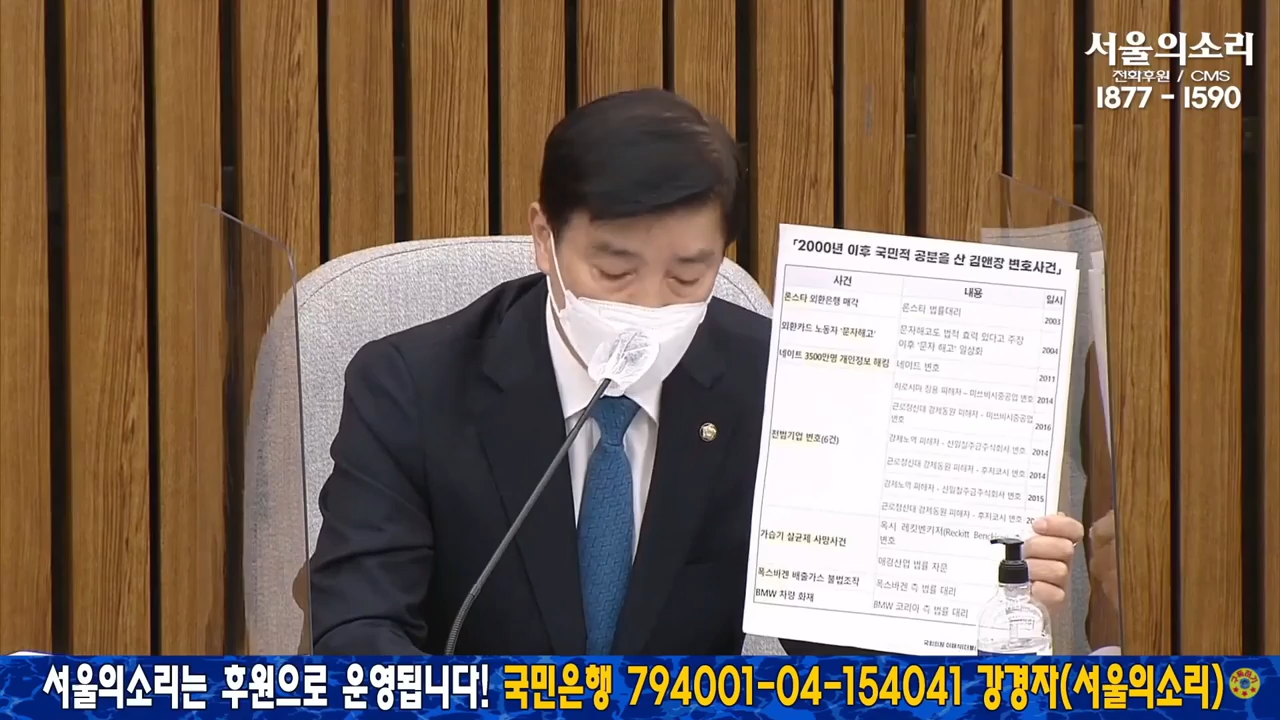 서울의소리
전화후원 / CMS
1877 - 1590
「2000년 이후 국민적 공분을 산 김앤장 변호사건」
사건 내용 일시
론스타 외환은행 매각 론스타 법률대리 2003
외환카드 노동자 '문자해고' 문자해고도 법적 효력 있다고 주장
이후 '문자 해고' 일상화 2004
네이트 3500만명 개인정보 해킹 네이트 변호 2011
전범기업 변호(6건)
히로시마 징용 피해자 – 미쓰비시중공업 변호 2014
근로정신대 강제동원 피해자 - 미쓰비시중공업
변호 2016
강제노역 피해자 - 신일철주금주식회사 변호 2014
근로정신대 강제동원 피해자 - 후지코시 변호 2014
강제노역 피해자 - 신일철주금주식회사 변호 2015
근로정신대 강제동원 피해자 - 후지코시 변호
가습기 살균제 사망사건 옥시 레킷벤키저(Reckitt
변호
애경산업 법률 자문
폭스바겐 배출가스 불법조작 폭스바겐 측 법률 대리
BMW 차량 화재 BMW 코리아 측 법률 대리
국회의원 이해식
서울의소리는 후원으로 운영됩니다! 국민은행 794001-04-154041 강경자(서울의소리)